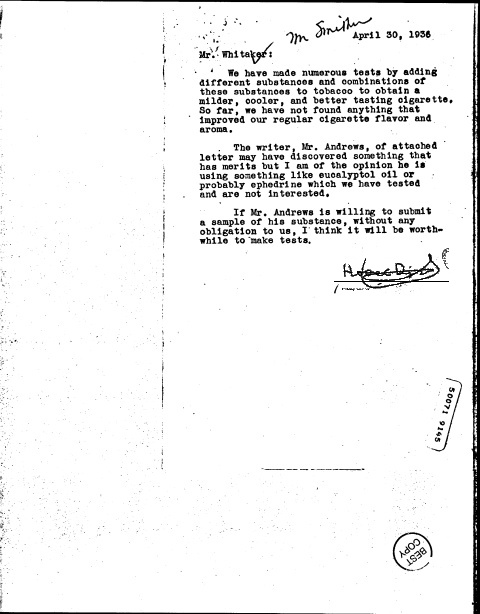 Mr Smither
April 30, 1936
Mr. Whitaker:
We have made numerous tests by adding
different substances and combinations of
these substances to tobacco to obtain a
milder, cooler, and better tasting cigarette.
So far, we have not found anything that
improved our regular cigarette flavor and
aroma.
The writer, Mr. Andrews, of attached
letter may have discovered something that
has merits but I am of the opinion he is
using something like eucalyptol oil or
probably ephedrine which we have tested
and are not interested.
If Mr. Andrews is willing to submit
a sample of his substance, without any
obligation to us, I think it will be worth-
while to make tests.
50071 9145
BEST
COPY